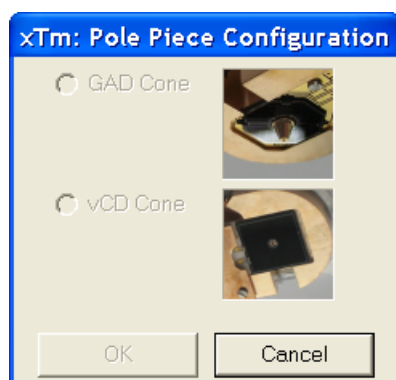 xTm: Pole Piece Configuration
GAD Cone
vCD Cone
OK
Cancel